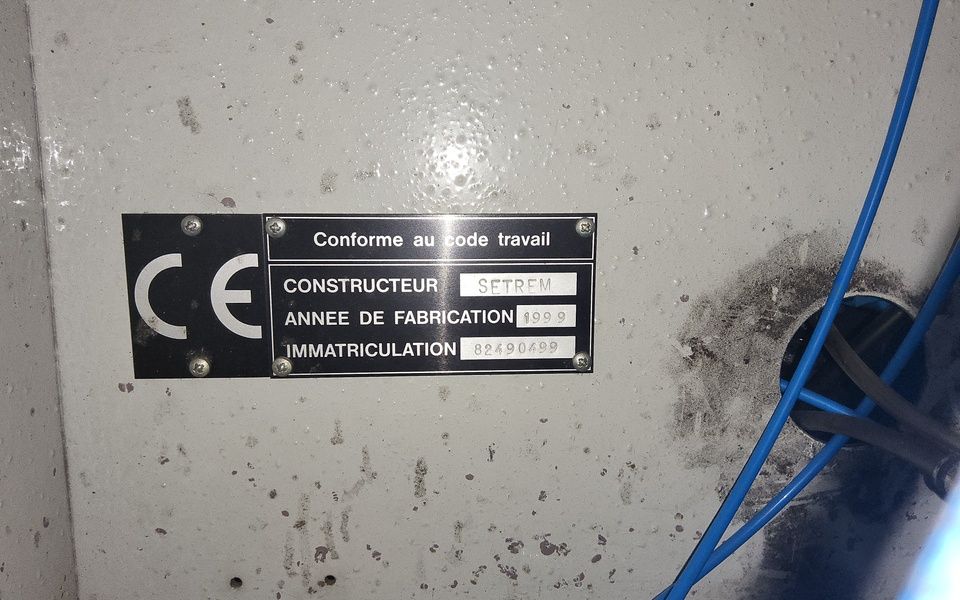 CE
Conforme au code travail
CONSTRUCTEUR SETREM
ANNEE DE FABRICATION 1999
IMMATRICULATION 82490499